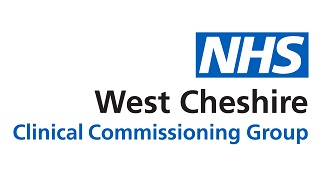 NHS
West Cheshire
Clinical Commissioning Group